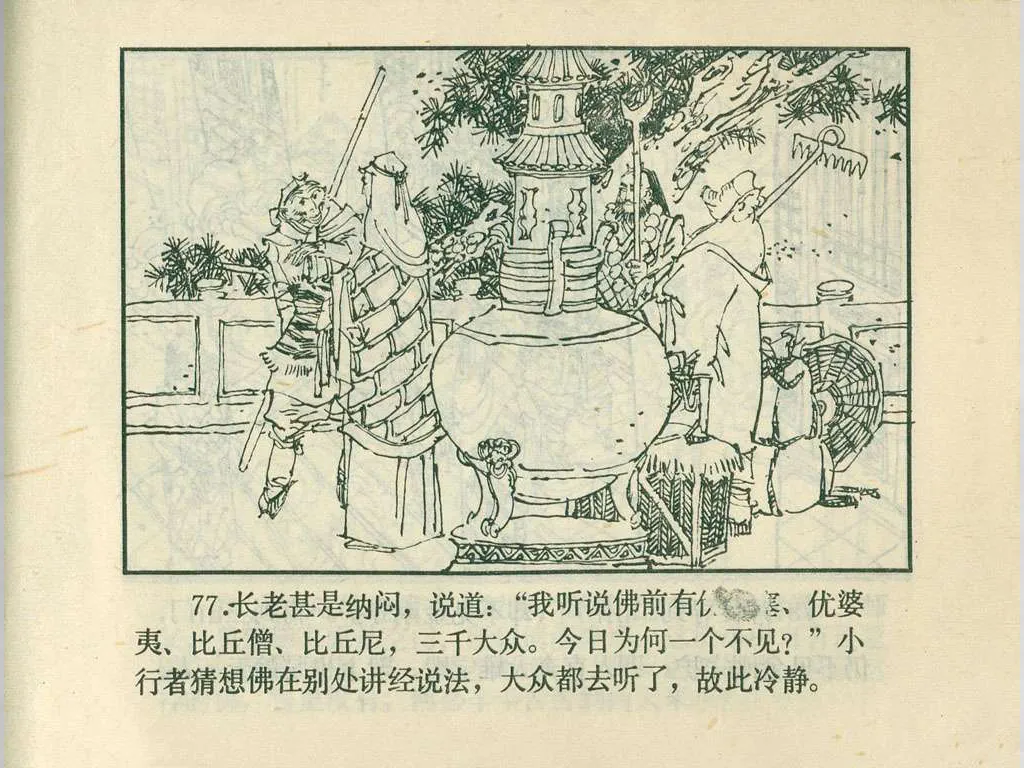 77.长老甚是纳闷，说道：“我听说佛前有优塞、优婆
夷、比丘僧、比丘尼，三千大众。今日为何一个不见？”小
行者猜想佛在别处讲经说法，大众都去听了，故此冷静。